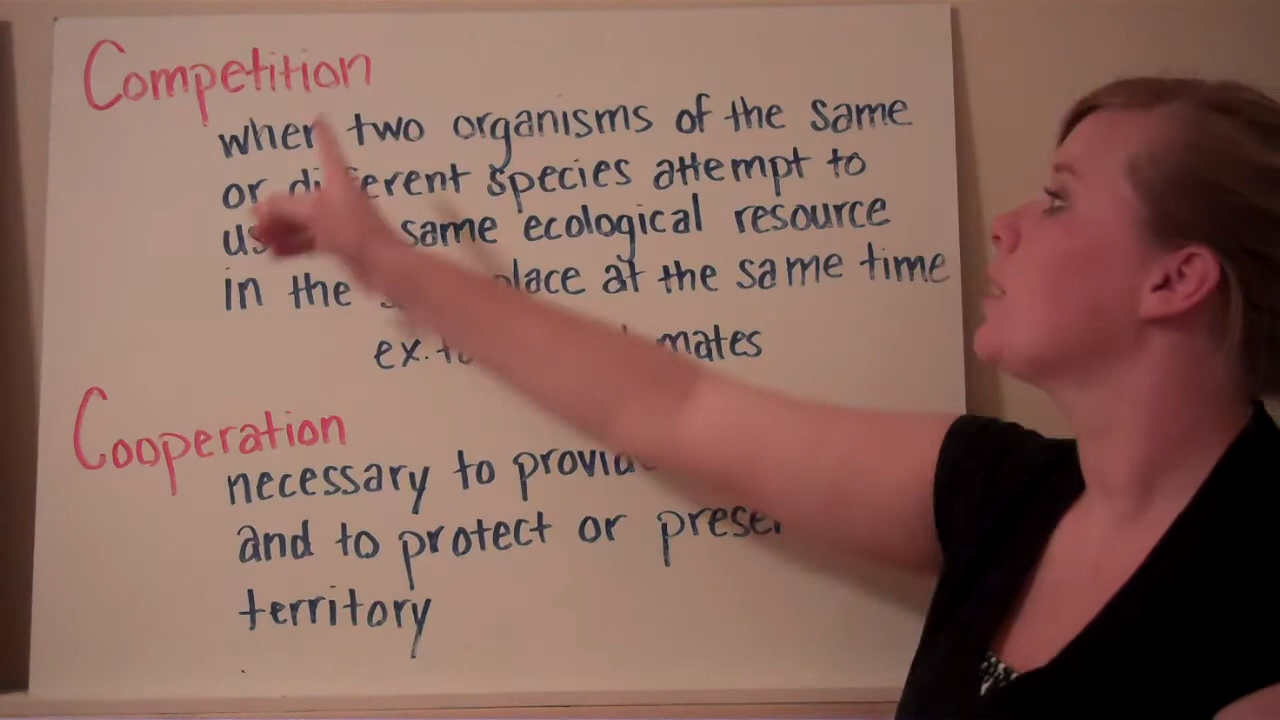 Competition
when two organisms of the same
or different species attempt to
same ecological resource
in the place at the same time
ex. mates
Cooperation
necessary to provide
and to protect or
territory